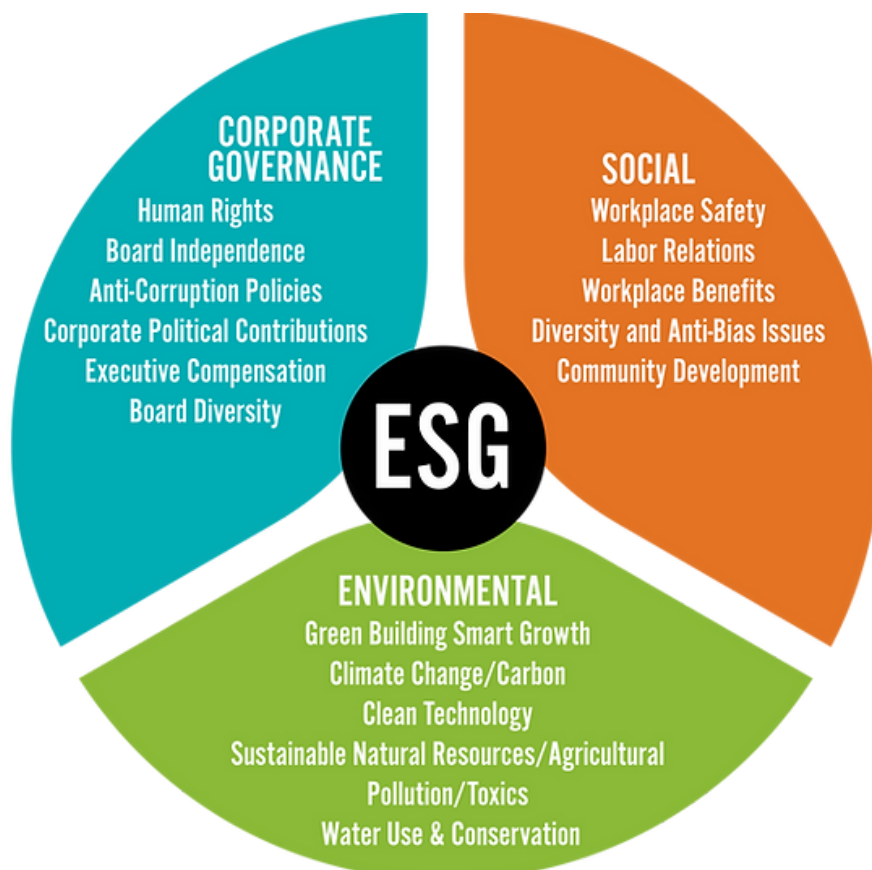 CORPORATE
GOVERNANCE
Human Rights
Board Independence
Anti-Corruption Policies
Corporate Political Contributions
Executive Compensation
Board Diversity
SOCIAL
Workplace Safety
Labor Relations
Workplace Benefits
Diversity and Anti-Bias Issues
Community Development
ESG
ENVIRONMENTAL
Green Building Smart Growth
Climate Change/Carbon
Clean Technology
Sustainable Natural Resources/Agricultural
Pollution/Toxics
Water Use & Conservation